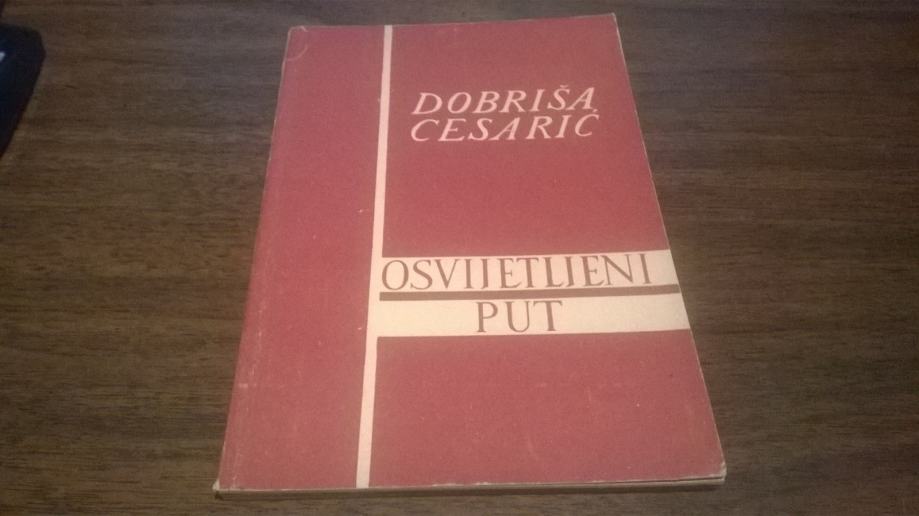 DOBRIŠA
CESARIĆ
OSVIJETLJENI
PUT